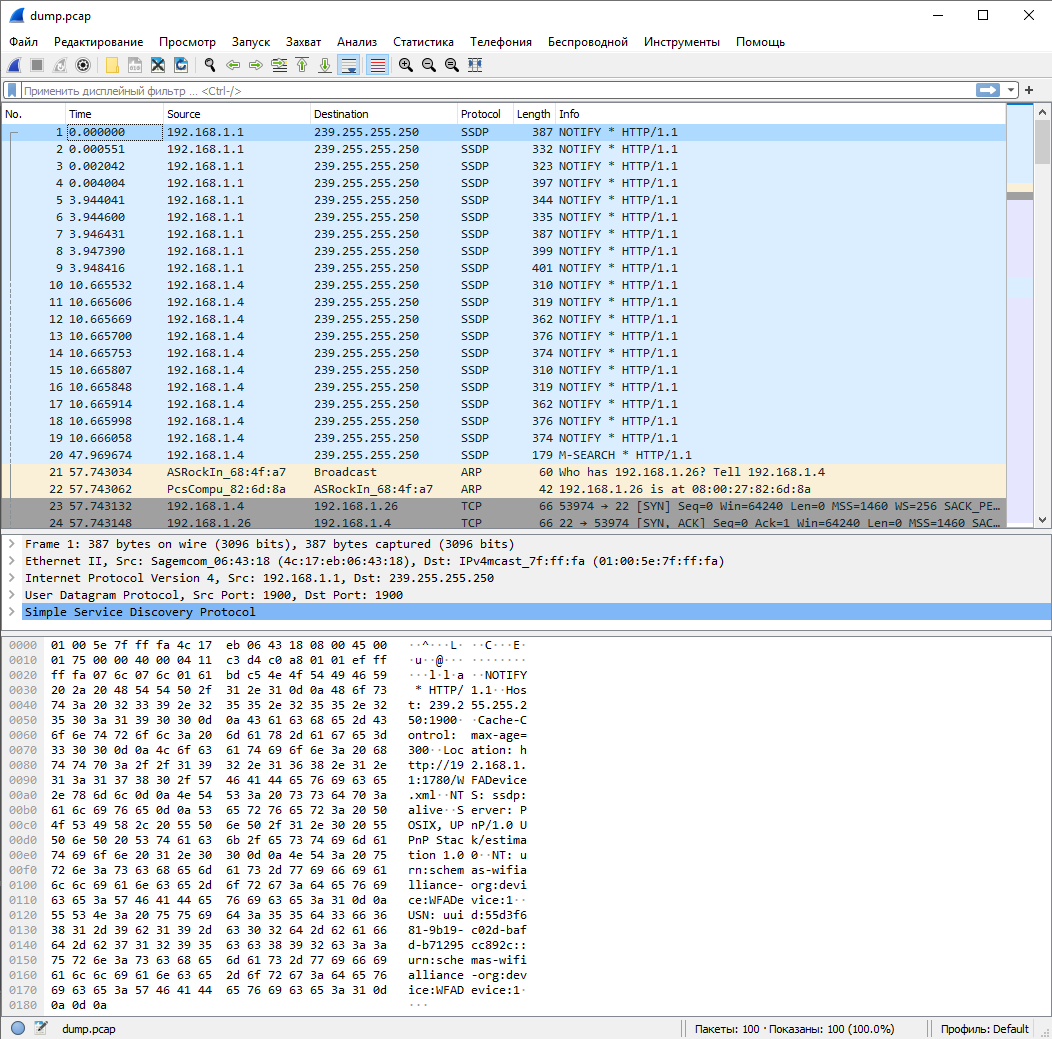 dump.pcap
Файл Редактирование Просмотр Запуск Захват Анализ Статистика Телефония Беспроводной Инструменты Помощь
Применить дисплейный фильтр ... <Ctrl-/>
No. Time Source Destination Protocol Length Info
1 0.000000 192.168.1.1 239.255.255.250 SSDP 387 NOTIFY * HTTP/1.1
2 0.000551 192.168.1.1 239.255.255.250 SSDP 332 NOTIFY * HTTP/1.1
3 0.002042 192.168.1.1 239.255.255.250 SSDP 323 NOTIFY * HTTP/1.1
4 0.004004 192.168.1.1 239.255.255.250 SSDP 397 NOTIFY * HTTP/1.1
5 3.944041 192.168.1.1 239.255.255.250 SSDP 344 NOTIFY * HTTP/1.1
6 3.944600 192.168.1.1 239.255.255.250 SSDP 335 NOTIFY * HTTP/1.1
7 3.946431 192.168.1.1 239.255.255.250 SSDP 387 NOTIFY * HTTP/1.1
8 3.947390 192.168.1.1 239.255.255.250 SSDP 399 NOTIFY * HTTP/1.1
9 3.948416 192.168.1.1 239.255.255.250 SSDP 401 NOTIFY * HTTP/1.1
10 10.665532 192.168.1.4 239.255.255.250 SSDP 310 NOTIFY * HTTP/1.1
11 10.665606 192.168.1.4 239.255.255.250 SSDP 319 NOTIFY * HTTP/1.1
12 10.665669 192.168.1.4 239.255.255.250 SSDP 362 NOTIFY * HTTP/1.1
13 10.665700 192.168.1.4 239.255.255.250 SSDP 376 NOTIFY * HTTP/1.1
14 10.665753 192.168.1.4 239.255.255.250 SSDP 374 NOTIFY * HTTP/1.1
15 10.665807 192.168.1.4 239.255.255.250 SSDP 310 NOTIFY * HTTP/1.1
16 10.665848 192.168.1.4 239.255.255.250 SSDP 319 NOTIFY * HTTP/1.1
17 10.665914 192.168.1.4 239.255.255.250 SSDP 362 NOTIFY * HTTP/1.1
18 10.665998 192.168.1.4 239.255.255.250 SSDP 376 NOTIFY * HTTP/1.1
19 10.666058 192.168.1.4 239.255.255.250 SSDP 374 NOTIFY * HTTP/1.1
20 47.969674 192.168.1.4 239.255.255.250 SSDP 179 M-SEARCH * HTTP/1.1
21 57.743034 ASRockIn_68:4f:a7 Broadcast ARP 60 Who has 192.168.1.26? Tell 192.168.1.4
22 57.743062 PcsCompu_82:6d:8a ASRockIn_68:4f:a7 ARP 42 192.168.1.26 is at 08:00:27:82:6d:8a
23 57.743132 192.168.1.4 192.168.1.26 TCP 66 53974 → 22 [SYN] Seq=0 Win=64240 Len=0 MSS=1460 WS=256 SACK_PE…
24 57.743148 192.168.1.26 192.168.1.4 TCP 66 22 → 53974 [SYN, ACK] Seq=0 Ack=1 Win=64240 Len=0 MSS=1460 SAC…
Frame 1: 387 bytes on wire (3096 bits), 387 bytes captured (3096 bits)
Ethernet II, Src: Sagemcom_06:43:18 (4c:17:eb:06:43:18), Dst: IPv4mcast_7f:ff:fa (01:00:5e:7f:ff:fa)
Internet Protocol Version 4, Src: 192.168.1.1, Dst: 239.255.255.250
User Datagram Protocol, Src Port: 1900, Dst Port: 1900
Simple Service Discovery Protocol
0000 01 00 5e 7f ff fa 4c 17 eb 06 43 18 08 00 45 00 ··^···L· ··C···E·
0010 01 75 00 00 40 00 04 11 c3 d4 c0 a8 01 01 ef ff ·u··@··· ········
0020 ff fa 07 6c 07 6c 01 61 bd c5 4e 4f 54 49 46 59 ···l·l·a ··NOTIFY
0030 20 2a 20 48 54 54 50 2f 31 2e 31 0d 0a 48 6f 73 * HTTP/ 1.1··Hos
0040 74 3a 20 32 33 39 2e 32 35 35 2e 32 35 35 2e 32 t: 239.2 55.255.2
0050 35 30 3a 31 39 30 30 0d 0a 43 61 63 68 65 2d 43 50:1900· ·Cache-C
0060 6f 6e 74 72 6f 6c 3a 20 6d 61 78 2d 61 67 65 3d ontrol: max-age=
0070 33 30 30 0d 0a 4c 6f 63 61 74 69 6f 6e 3a 20 68 300··Loc ation: h
0080 74 74 70 3a 2f 2f 31 39 32 2e 31 36 38 2e 31 2e ttp://19 2.168.1.
0090 31 3a 31 37 38 30 2f 57 46 41 44 65 76 69 63 65 1:1780/W FADevice
00a0 2e 78 6d 6c 0d 0a 4e 54 53 3a 20 73 73 64 70 3a .xml··NT S: ssdp:
00b0 61 6c 69 76 65 0d 0a 53 65 72 76 65 72 3a 20 50 alive··S erver: P
00c0 4f 53 49 58 2c 20 55 50 6e 50 2f 31 2e 30 20 55 OSIX, UP nP/1.0 U
00d0 50 6e 50 20 53 74 61 63 6b 2f 65 73 74 69 6d 61 PnP Stac k/estima
00e0 74 69 6f 6e 20 31 2e 30 30 0d 0a 4e 54 3a 20 75 tion 1.0 0··NT: u
00f0 72 6e 3a 73 63 68 65 6d 61 73 2d 77 69 66 69 61 rn:schem as-wifia
0100 6c 6c 69 61 6e 63 65 2d 6f 72 67 3a 64 65 76 69 lliance- org:devi
0110 63 65 3a 57 46 41 44 65 76 69 63 65 3a 31 0d 0a ce:WFADe vice:1··
0120 55 53 4e 3a 20 75 75 69 64 3a 35 35 64 33 66 36 USN: uui d:55d3f6
0130 38 31 2d 39 62 31 39 2d 63 30 32 64 2d 62 61 66 81-9b19- c02d-baf
0140 64 2d 62 37 31 32 39 35 63 63 38 39 32 63 3a 3a d-b71295 cc892c::
0150 75 72 6e 3a 73 63 68 65 6d 61 73 2d 77 69 66 69 urn:sche mas-wifi
0160 61 6c 6c 69 61 6e 63 65 2d 6f 72 67 3a 64 65 76 alliance -org:dev
0170 69 63 65 3a 57 46 41 44 65 76 69 63 65 3a 31 0d ice:WFAD evice:1·
0180 0a 0d 0a ···
dump.pcap Пакеты: 100 · Показаны: 100 (100.0%) Профиль: Default